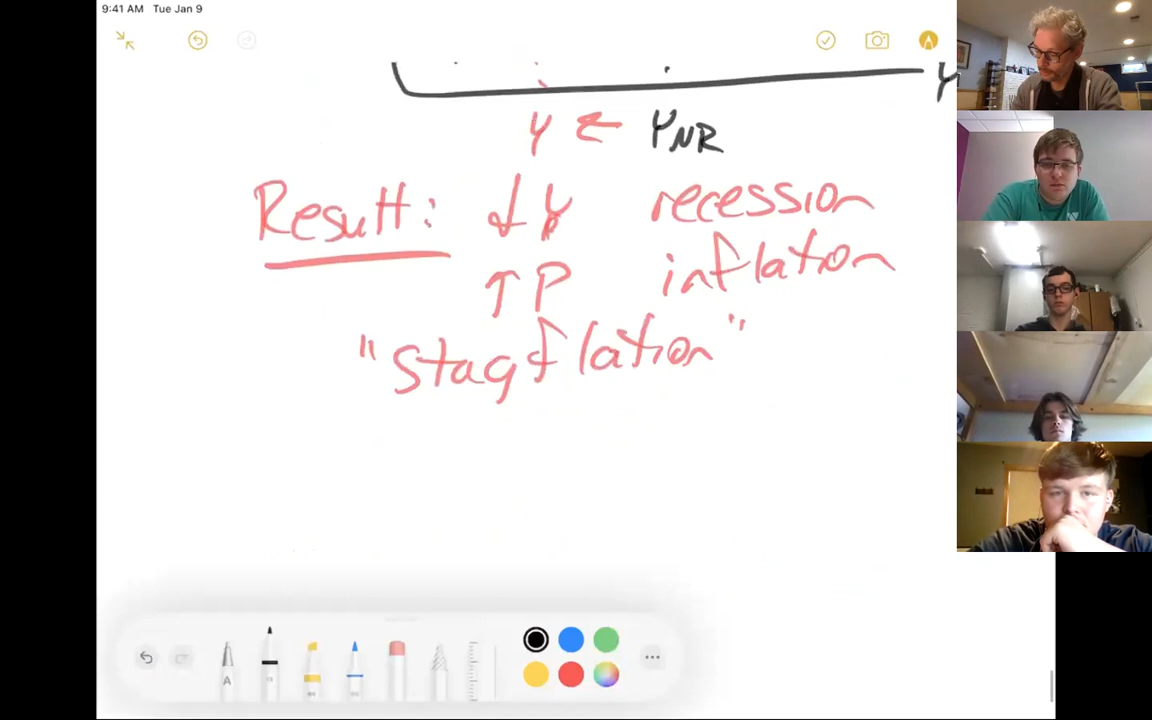 9:41 AM Tue Jan 9
Y
Y ← YNR
Result: ↓ Y recession
↑ P inflation
"stagflation"
A